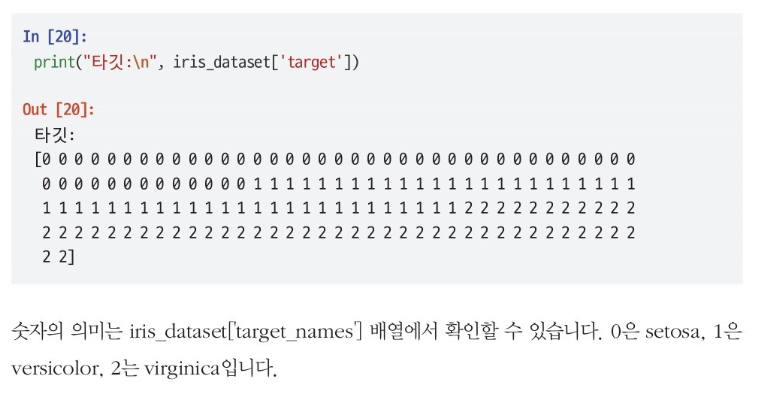 In [20]:
print("타깃:\n", iris_dataset['target'])
Out [20]:
타깃:
[0 0 0 0 0 0 0 0 0 0 0 0 0 0 0 0 0 0 0 0 0 0 0 0 0 0 0 0 0 0 0 0 0 0 0 0 0
0 0 0 0 0 0 0 0 0 0 0 0 0 1 1 1 1 1 1 1 1 1 1 1 1 1 1 1 1 1 1 1 1 1 1 1 1
1 1 1 1 1 1 1 1 1 1 1 1 1 1 1 1 1 1 1 1 1 1 1 1 1 1 2 2 2 2 2 2 2 2 2 2 2
2 2 2 2 2 2 2 2 2 2 2 2 2 2 2 2 2 2 2 2 2 2 2 2 2 2 2 2 2 2 2 2 2 2 2 2 2
2 2]
숫자의 의미는 iris_dataset['target_names'] 배열에서 확인할 수 있습니다. 0은 setosa, 1은
versicolor, 2는 virginica입니다.